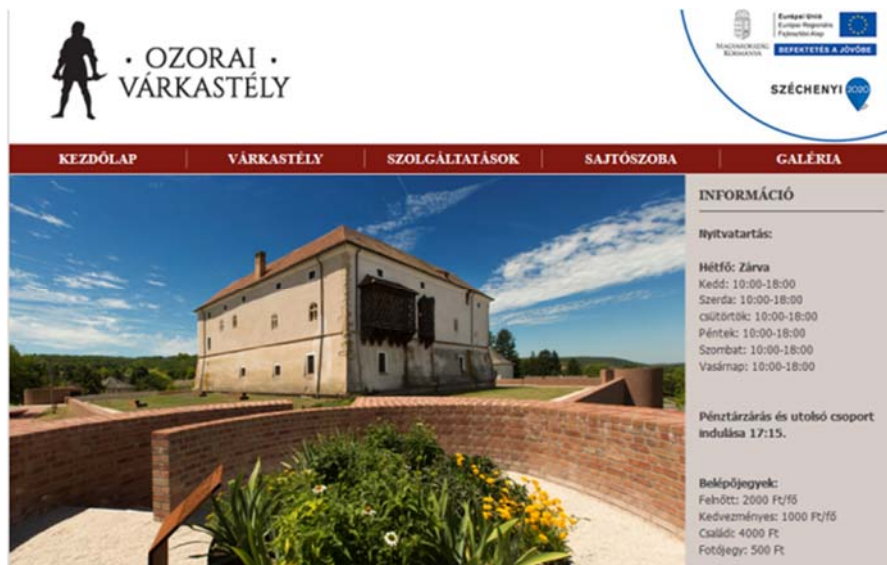 · OZORAI ·
VÁRKASTÉLY
MAGYARORSZÁG
KORMÁNYA
Európai Unió
Európai Regionális
Fejlesztési Alap
BEFEKTETÉS A JÖVŐBE
SZÉCHENYI 2020
KEZDŐLAP
VÁRKASTÉLY
SZOLGÁLTATÁSOK
SAJTÓSZOBA
GALÉRIA
INFORMÁCIÓ
Nyitvatartás:
Hétfő: Zárva
Kedd: 10:00-18:00
Szerda: 10:00-18:00
csütörtök: 10:00-18:00
Péntek: 10:00-18:00
Szombat: 10:00-18:00
Vasárnap: 10:00-18:00
Pénztárzárás és utolsó csoport
indulása 17:15.
Belépőjegyek:
Felnőtt: 2000 Ft/fő
Kedvezményes: 1000 Ft/fő
Családi: 4000 Ft
Fotójegy: 500 Ft